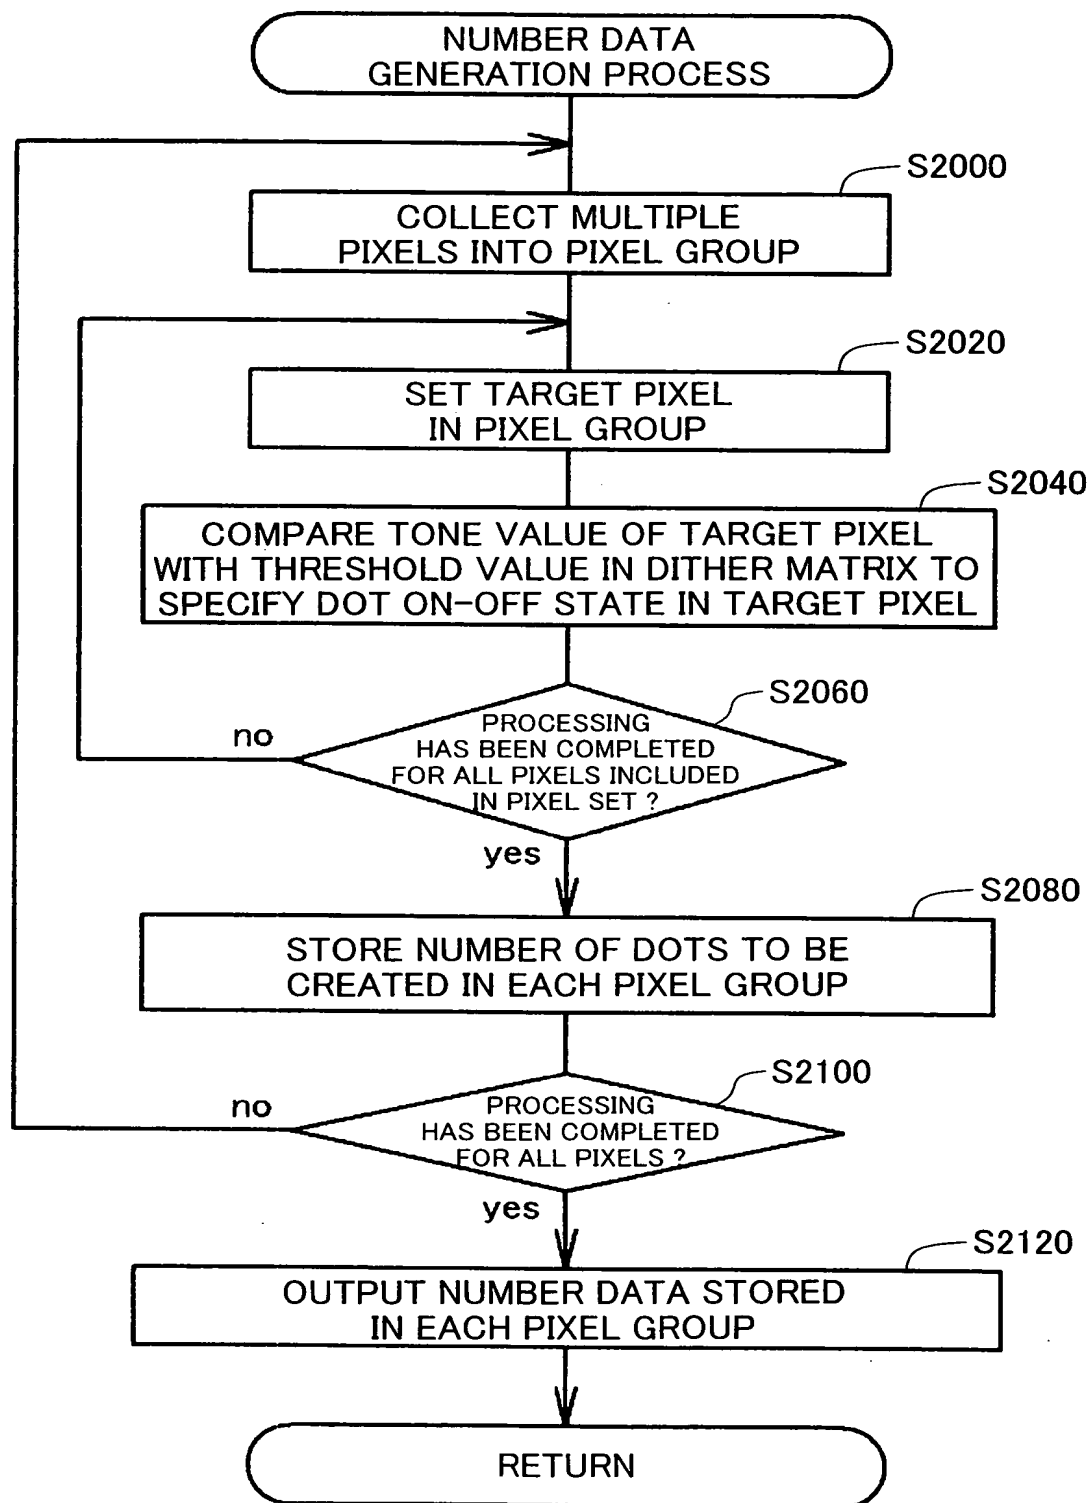 NUMBER DATA
GENERATION PROCESS
S2000
COLLECT MULTIPLE
PIXELS INTO PIXEL GROUP
S2020
SET TARGET PIXEL
IN PIXEL GROUP
S2040
COMPARE TONE VALUE OF TARGET PIXEL
WITH THRESHOLD VALUE IN DITHER MATRIX TO
SPECIFY DOT ON-OFF STATE IN TARGET PIXEL
S2060
no
PROCESSING
HAS BEEN COMPLETED
FOR ALL PIXELS INCLUDED
IN PIXEL SET ?
yes
S2080
STORE NUMBER OF DOTS TO BE
CREATED IN EACH PIXEL GROUP
S2100
no
PROCESSING
HAS BEEN COMPLETED
FOR ALL PIXELS ?
yes
S2120
OUTPUT NUMBER DATA STORED
IN EACH PIXEL GROUP
RETURN